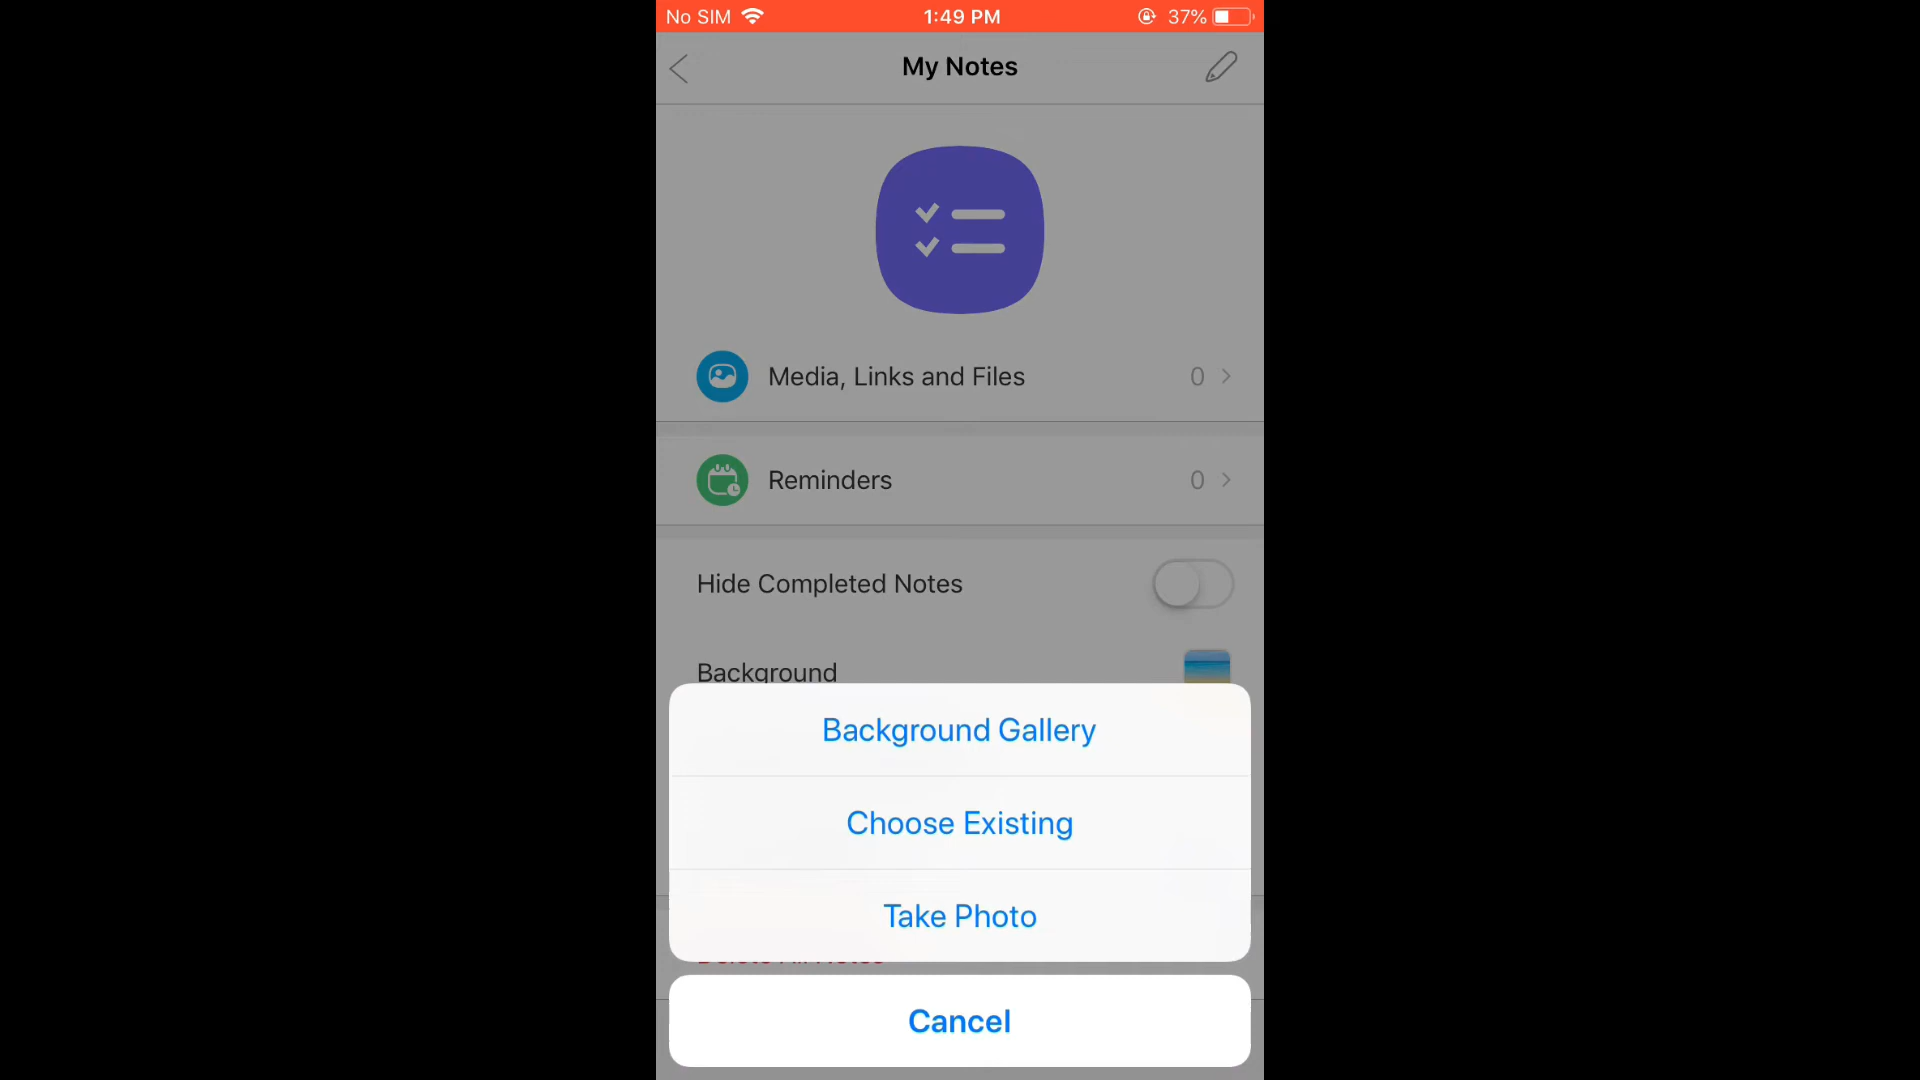 No SIM 1:49 PM 37%
My Notes
Media, Links and Files 0
Reminders 0
Hide Completed Notes
Background
Background Gallery
Choose Existing
Take Photo
Cancel